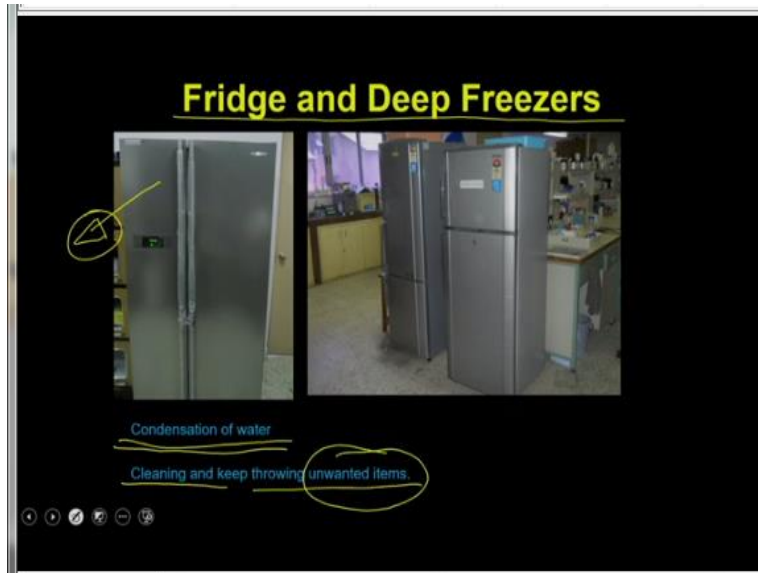 Fridge and Deep Freezers
Condensation of water
Cleaning and keep throwing unwanted items.